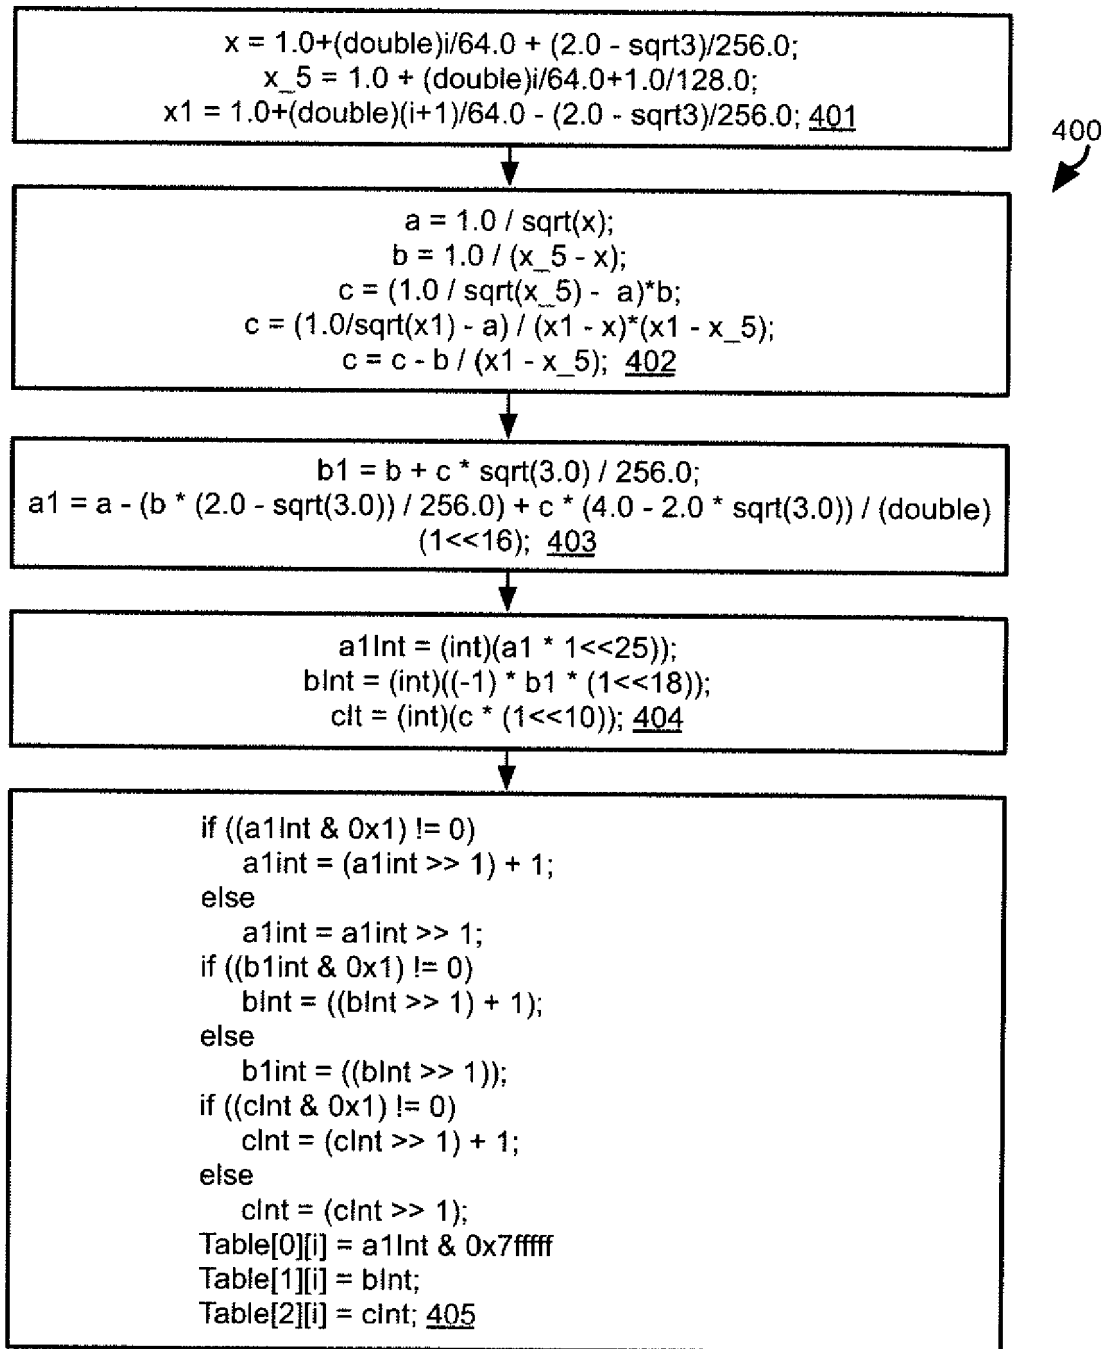 x = 1.0+(double)i/64.0 + (2.0 - sqrt3)/256.0;
x_5 = 1.0 + (double)i/64.0+1.0/128.0;
x1 = 1.0+(double)(i+1)/64.0 - (2.0 - sqrt3)/256.0; 401
400
a = 1.0 / sqrt(x);
b = 1.0 / (x_5 - x);
c = (1.0 / sqrt(x_5) - a)*b;
c = (1.0/sqrt(x1) - a) / (x1 - x)*(x1 - x_5);
c = c - b / (x1 - x_5); 402
b1 = b + c * sqrt(3.0) / 256.0;
a1 = a - (b * (2.0 - sqrt(3.0)) / 256.0) + c * (4.0 - 2.0 * sqrt(3.0)) / (double)
(1<<16); 403
a1Int = (int)(a1 * 1<<25));
bInt = (int)((-1) * b1 * (1<<18));
cIt = (int)(c * (1<<10)); 404
if ((a1Int & 0x1) != 0)
a1int = (a1int >> 1) + 1;
else
a1int = a1int >> 1;
if ((b1int & 0x1) != 0)
bInt = ((bInt >> 1) + 1);
else
b1int = ((bInt >> 1));
if ((cInt & 0x1) != 0)
cInt = (cInt >> 1) + 1;
else
cInt = (cInt >> 1);
Table[0][i] = a1Int & 0x7fffff
Table[1][i] = bInt;
Table[2][i] = cInt; 405